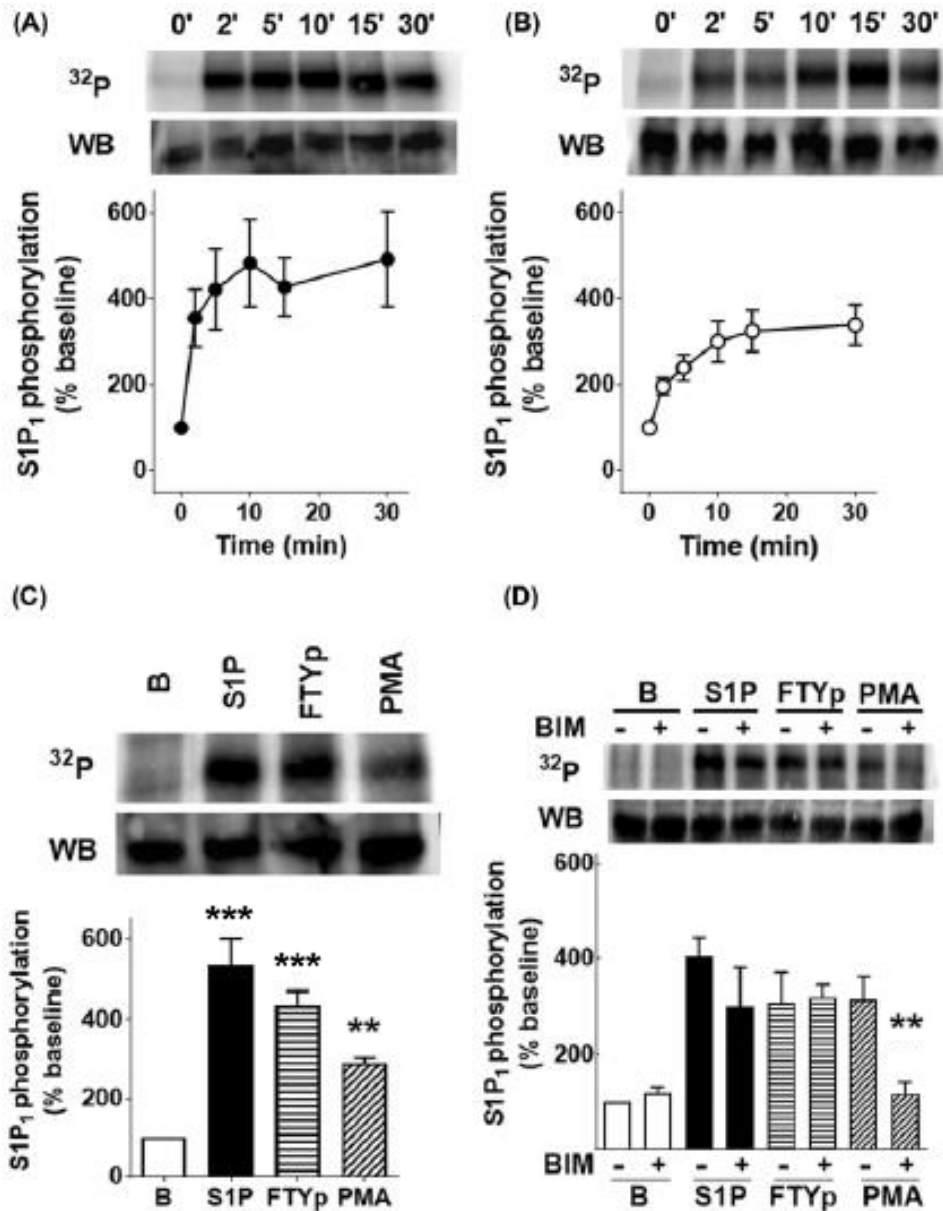 (A) 0' 2' 5' 10' 15' 30'
³²P
WB
S1P₁ phosphorylation
(% baseline)
600
400
200
0
0 10 20 30
Time (min)
(B) 0' 2' 5' 10' 15' 30'
³²P
WB
S1P₁ phosphorylation
(% baseline)
600
400
200
0
0 10 20 30
Time (min)
(C)
B S1P FTYp PMA
³²P
WB
S1P₁ phosphorylation
(% baseline)
600
400
200
0
*** *** **
B S1P FTYp PMA
(D)
B S1P FTYp PMA
BIM - + - + - + - +
³²P
WB
S1P₁ phosphorylation
(% baseline)
600
400
200
**
BIM - + - + - + - +
B S1P FTYp PMA